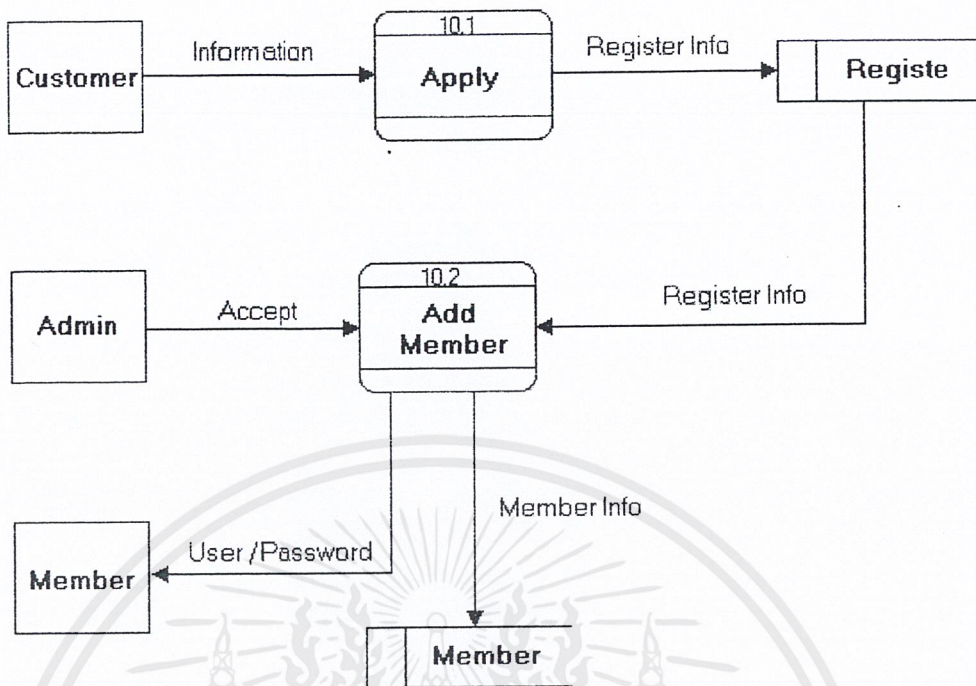 10.1
Customer
Information
Apply
Register Info
Registe
10.2
Admin
Accept
Add
Member
Register Info
Member Info
User /Password
Member
Member